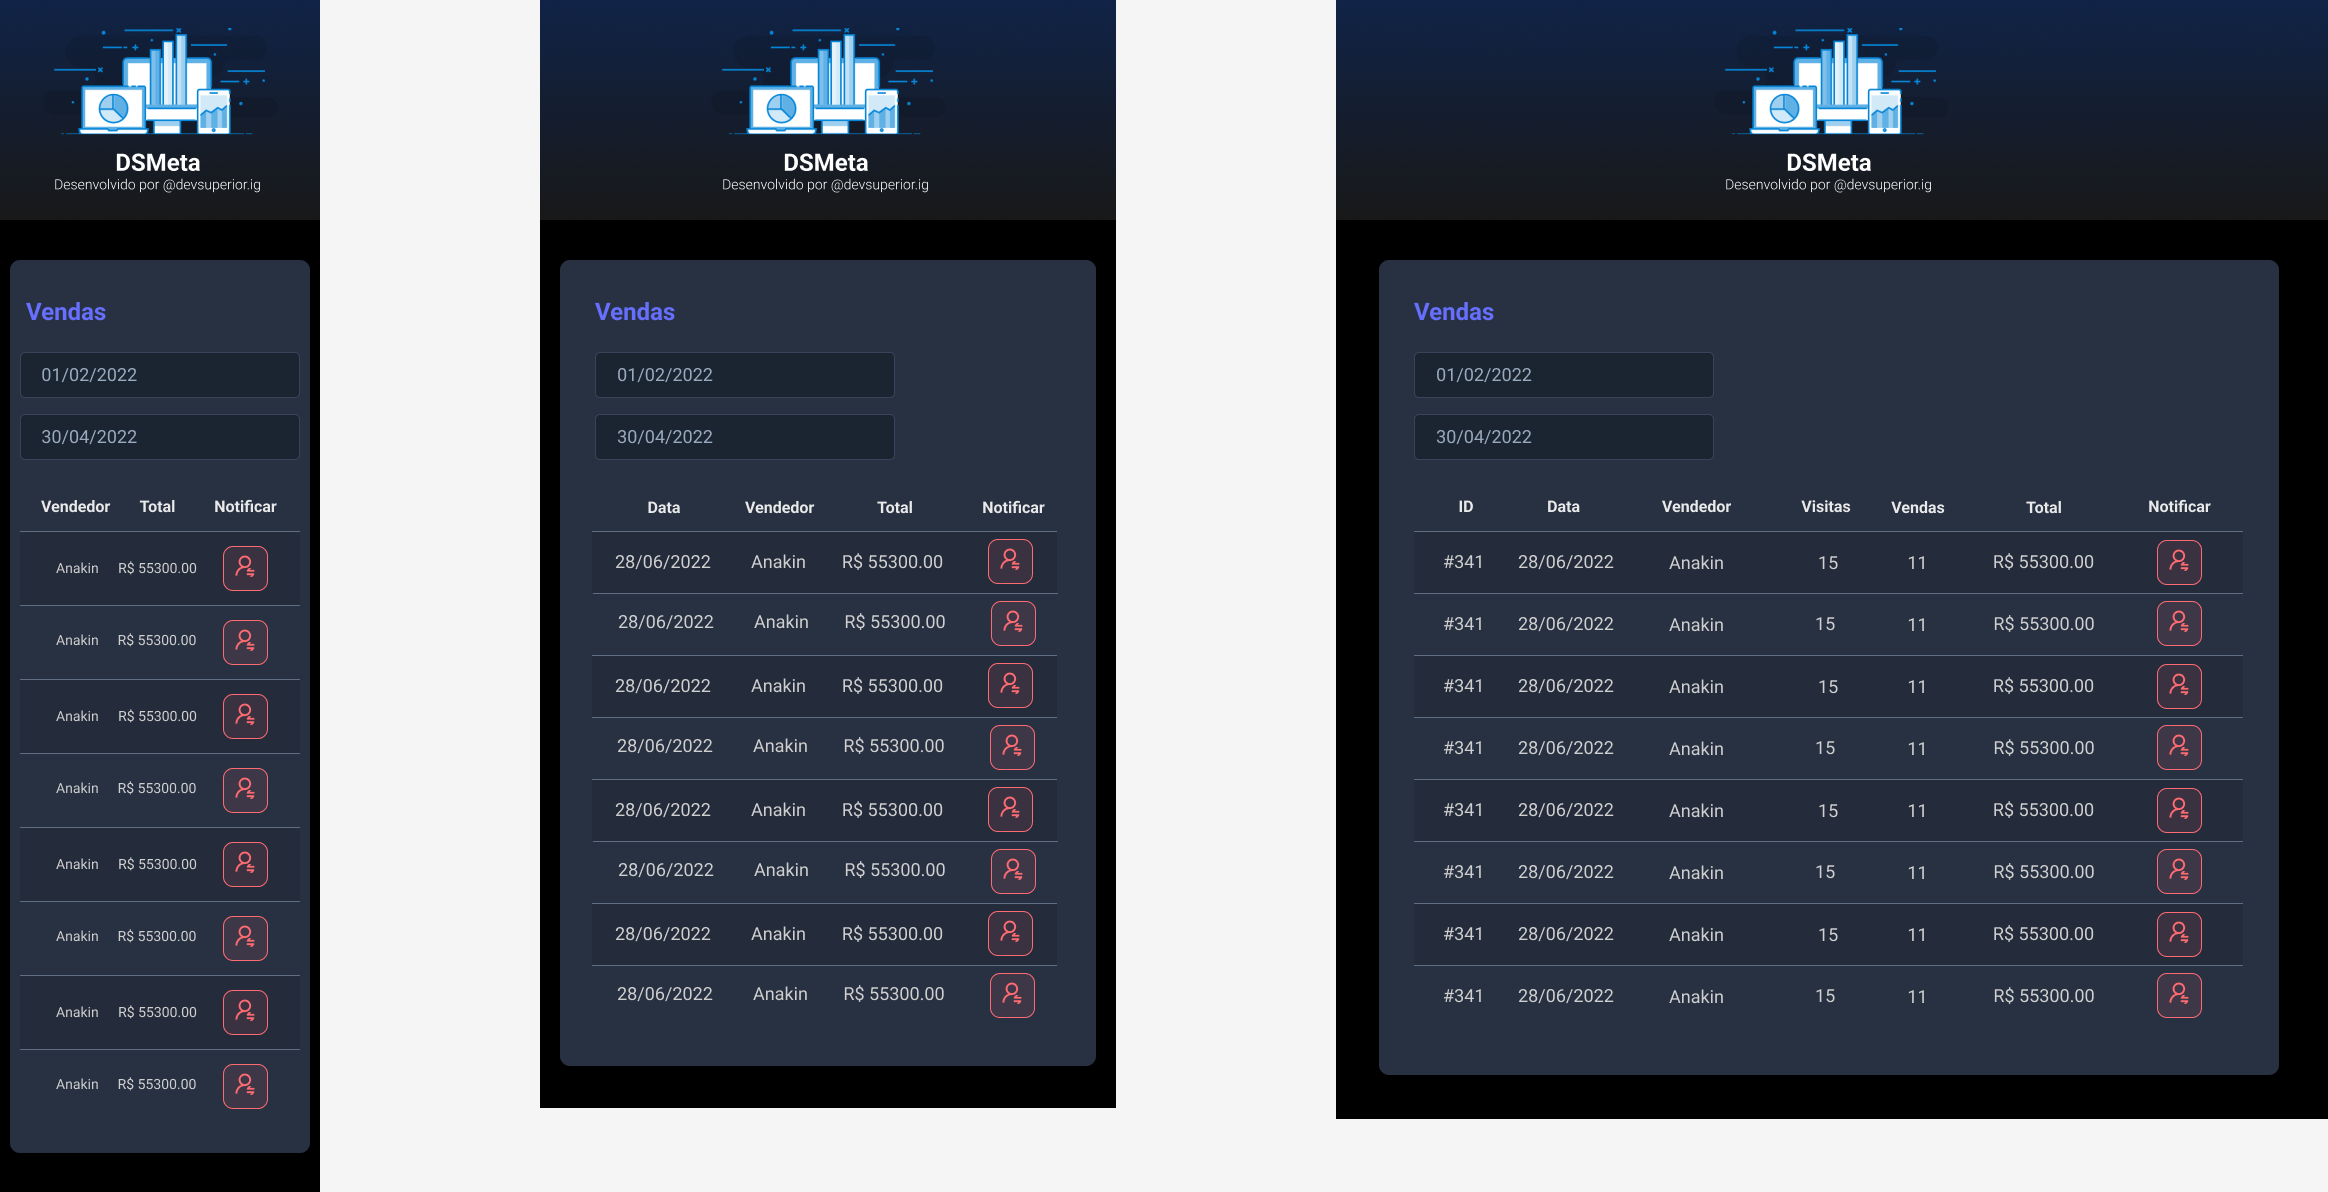 DSMeta
Desenvolvido por @devsuperior.ig
Vendas
01/02/2022
30/04/2022
Vendedor Total Notificar
Anakin R$ 55300.00
Anakin R$ 55300.00
Anakin R$ 55300.00
Anakin R$ 55300.00
Anakin R$ 55300.00
Anakin R$ 55300.00
Anakin R$ 55300.00
Anakin R$ 55300.00
DSMeta
Desenvolvido por @devsuperior.ig
Vendas
01/02/2022
30/04/2022
Data Vendedor Total Notificar
28/06/2022 Anakin R$ 55300.00
28/06/2022 Anakin R$ 55300.00
28/06/2022 Anakin R$ 55300.00
28/06/2022 Anakin R$ 55300.00
28/06/2022 Anakin R$ 55300.00
28/06/2022 Anakin R$ 55300.00
28/06/2022 Anakin R$ 55300.00
28/06/2022 Anakin R$ 55300.00
DSMeta
Desenvolvido por @devsuperior.ig
Vendas
01/02/2022
30/04/2022
ID Data Vendedor Visitas Vendas Total Notificar
#341 28/06/2022 Anakin 15 11 R$ 55300.00
#341 28/06/2022 Anakin 15 11 R$ 55300.00
#341 28/06/2022 Anakin 15 11 R$ 55300.00
#341 28/06/2022 Anakin 15 11 R$ 55300.00
#341 28/06/2022 Anakin 15 11 R$ 55300.00
#341 28/06/2022 Anakin 15 11 R$ 55300.00
#341 28/06/2022 Anakin 15 11 R$ 55300.00
#341 28/06/2022 Anakin 15 11 R$ 55300.00